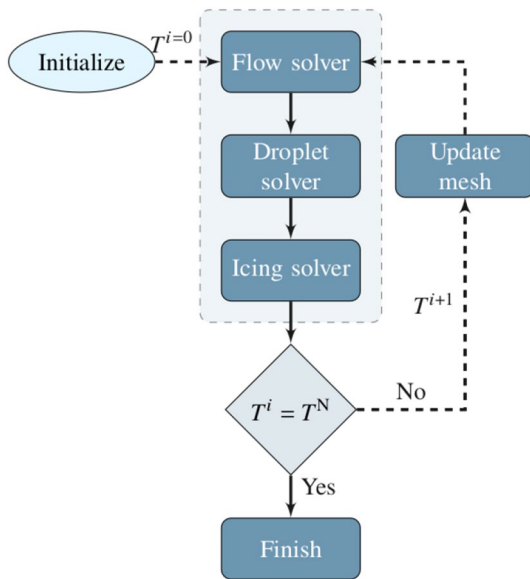 Initialize
T^{i=0}
Flow solver
Droplet
solver
Update
mesh
Icing solver
T^{i+1}
T^i = T^N
No
Yes
Finish